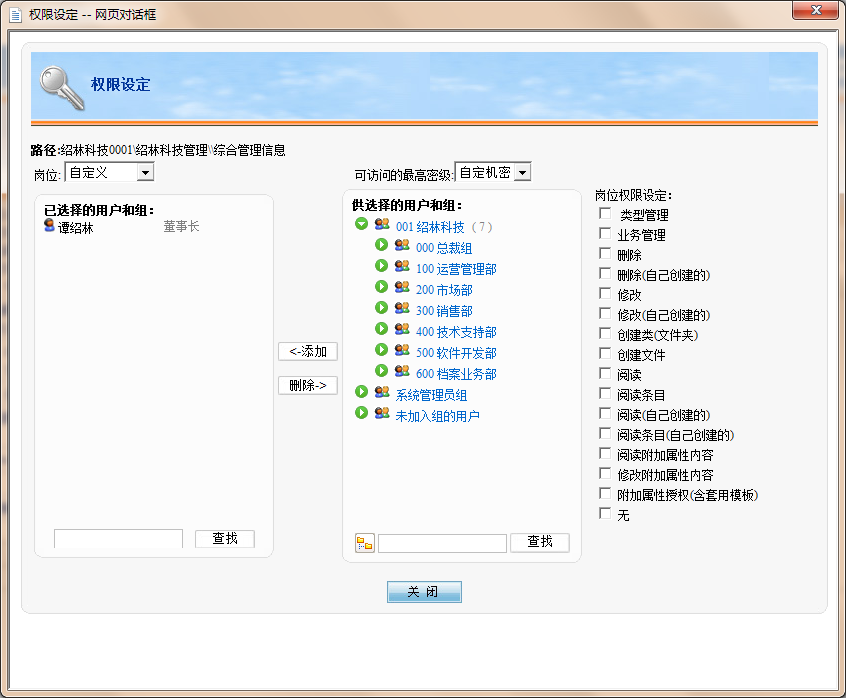 权限设定 -- 网页对话框
权限设定
路径:绍林科技0001\绍林科技管理\综合管理信息
岗位: 自定义
可访问的最高密级: 自定机密
已选择的用户和组:
谭绍林 董事长
<-添加
删除->
供选择的用户和组:
001 绍林科技 (7)
000 总裁组
100 运营管理部
200 市场部
300 销售部
400 技术支持部
500 软件开发部
600 档案业务部
系统管理员组
未加入组的用户
岗位权限设定:
类型管理
业务管理
删除
删除(自己创建的)
修改
修改(自己创建的)
创建类(文件夹)
创建文件
阅读
阅读条目
阅读(自己创建的)
阅读条目(自己创建的)
阅读附加属性内容
修改附加属性内容
附加属性授权(含套用模板)
无
查找
查找
关 闭